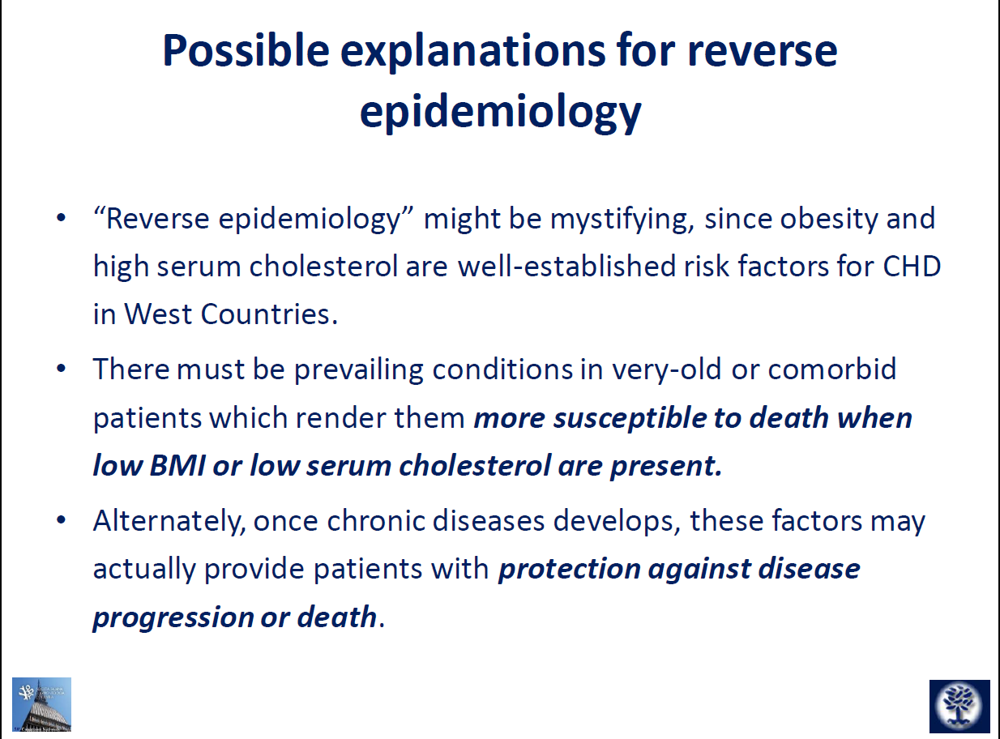 Possible explanations for reverse
epidemiology
• “Reverse epidemiology” might be mystifying, since obesity and
high serum cholesterol are well-established risk factors for CHD
in West Countries.
• There must be prevailing conditions in very-old or comorbid
patients which render them more susceptible to death when
low BMI or low serum cholesterol are present.
• Alternately, once chronic diseases develops, these factors may
actually provide patients with protection against disease
progression or death.